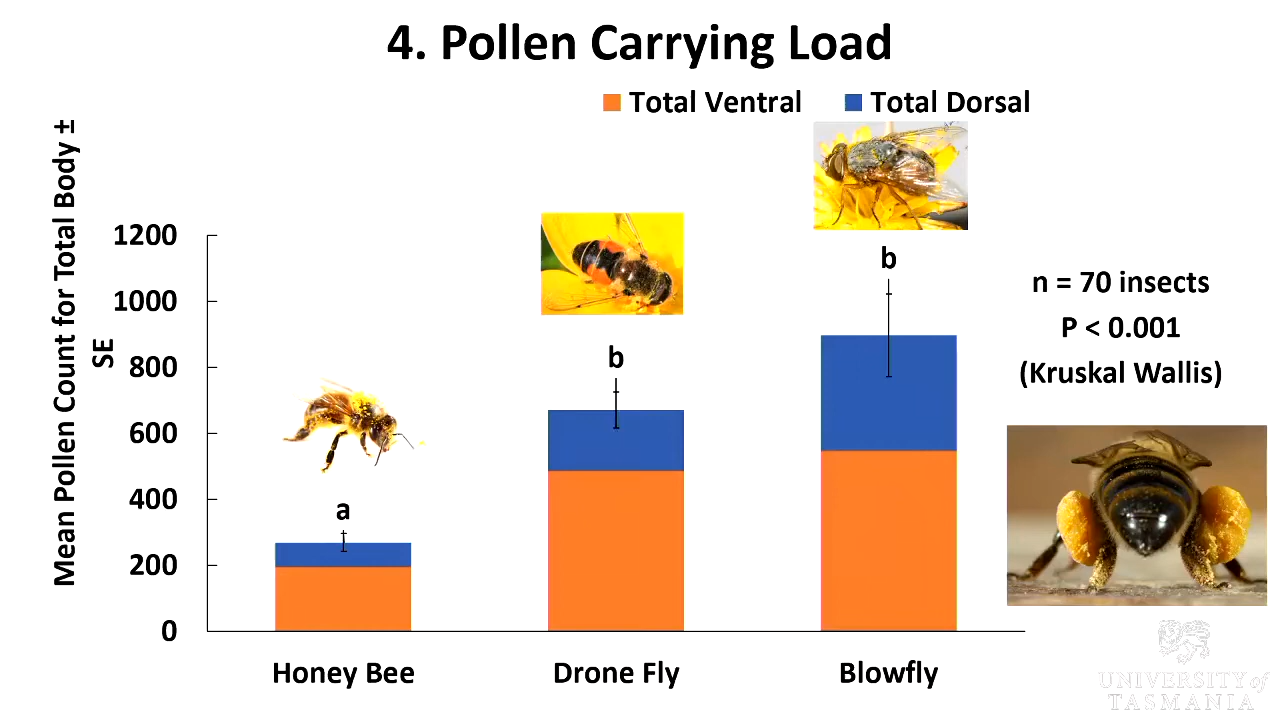 4. Pollen Carrying Load
Total Ventral
Total Dorsal
Mean Pollen Count for Total Body ±
SE
1200
1000
800
600
400
200
0
a
b
b
Honey Bee
Drone Fly
Blowfly
n = 70 insects
P < 0.001
(Kruskal Wallis)
UNIVERSITY of
TASMANIA